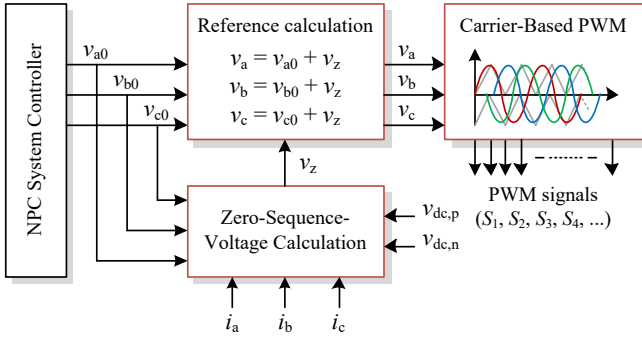 NPC System Controller
v_a0
v_b0
v_c0
Reference calculation
v_a = v_a0 + v_z
v_b = v_b0 + v_z
v_c = v_c0 + v_z
v_a
v_b
v_c
Carrier-Based PWM
PWM signals
(S_1, S_2, S_3, S_4, ...)
v_z
Zero-Sequence-
Voltage Calculation
v_dc,p
v_dc,n
i_a
i_b
i_c